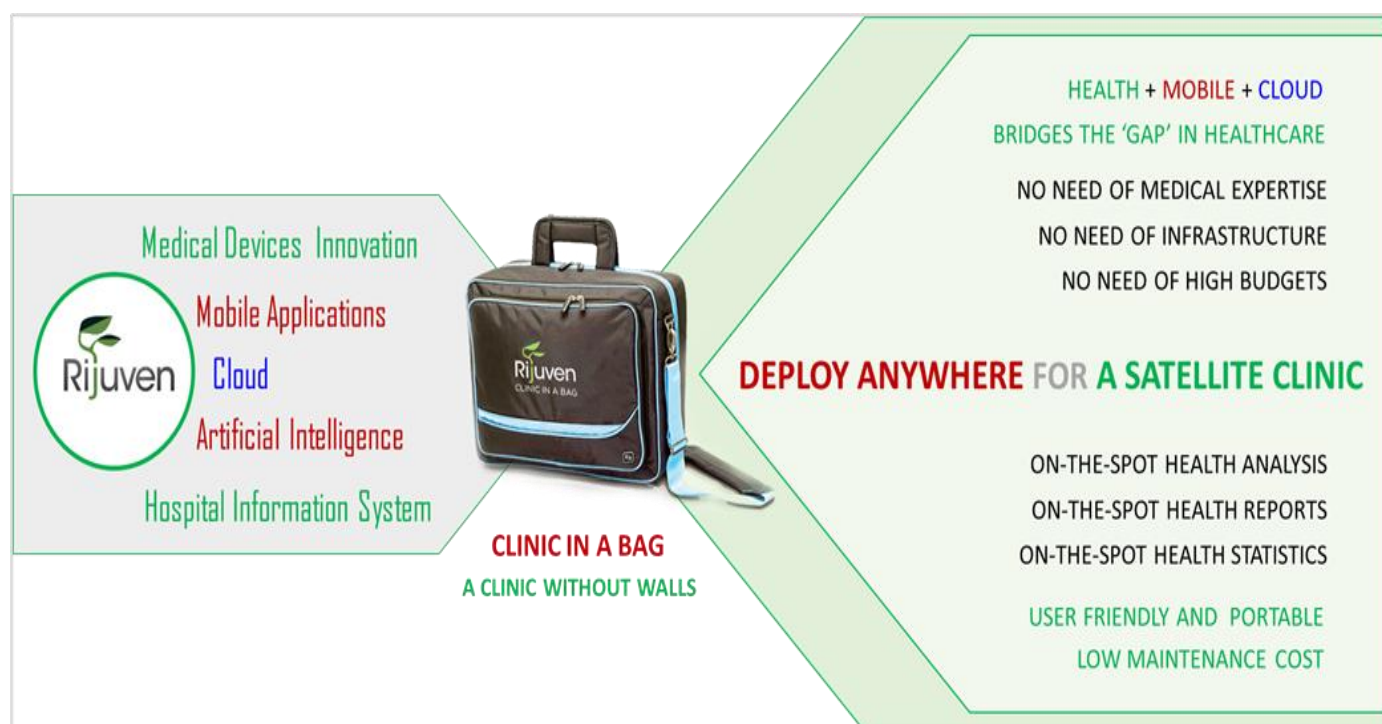 Medical Devices Innovation
Mobile Applications
Rijuven
Cloud
Artificial Intelligence
Hospital Information System
Rijuven
CLINIC IN A BAG
CLINIC IN A BAG
A CLINIC WITHOUT WALLS
HEALTH + MOBILE + CLOUD
BRIDGES THE ‘GAP’ IN HEALTHCARE
NO NEED OF MEDICAL EXPERTISE
NO NEED OF INFRASTRUCTURE
NO NEED OF HIGH BUDGETS
DEPLOY ANYWHERE FOR A SATELLITE CLINIC
ON-THE-SPOT HEALTH ANALYSIS
ON-THE-SPOT HEALTH REPORTS
ON-THE-SPOT HEALTH STATISTICS
USER FRIENDLY AND PORTABLE
LOW MAINTENANCE COST